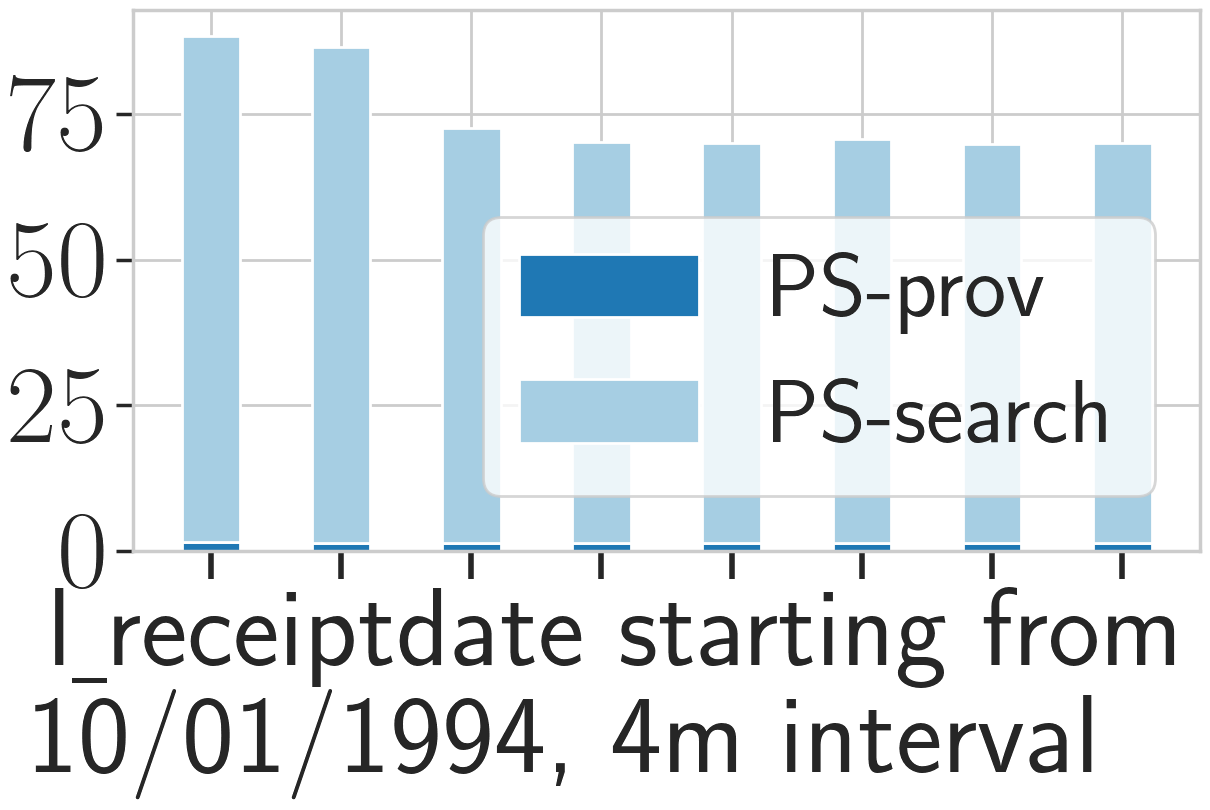 75
50
25
0
PS-prov
PS-search
l_receiptdate starting from
10/01/1994, 4m interval